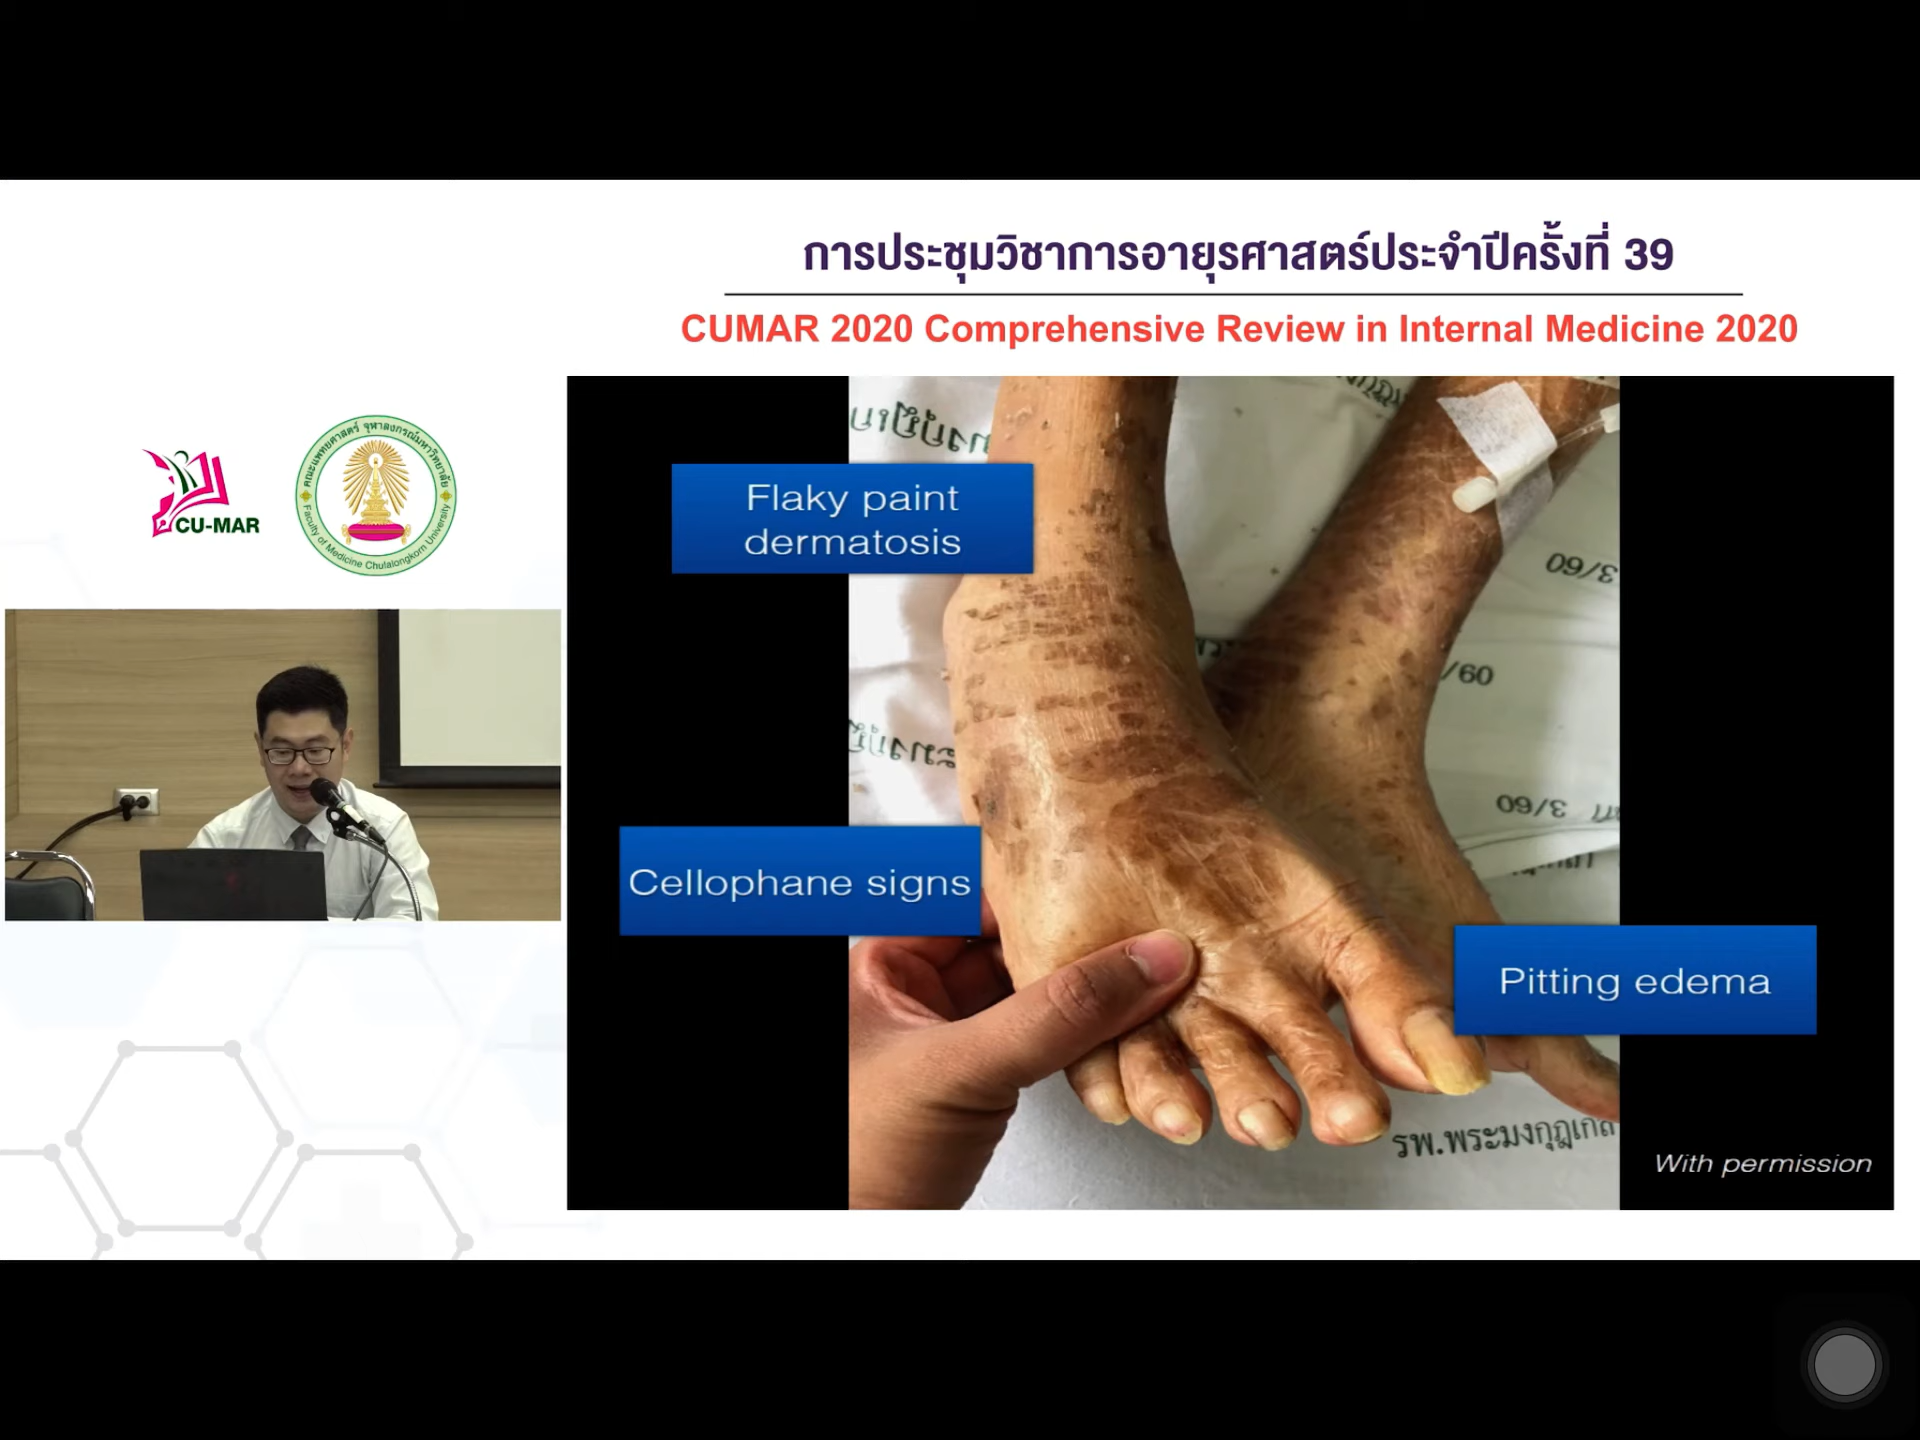 การประชุมวิชาการอายุรศาสตร์ประจำปีครั้งที่ 39
CUMAR 2020 Comprehensive Review in Internal Medicine 2020
CU-MAR
คณะแพทยศาสตร์ จุฬาลงกรณ์มหาวิทยาลัย
Faculty of Medicine Chulalongkorn University
Flaky paint
dermatosis
Cellophane signs
Pitting edema
3/60
/60
3/60
รพ.พระมงกุฎเกล้
With permission